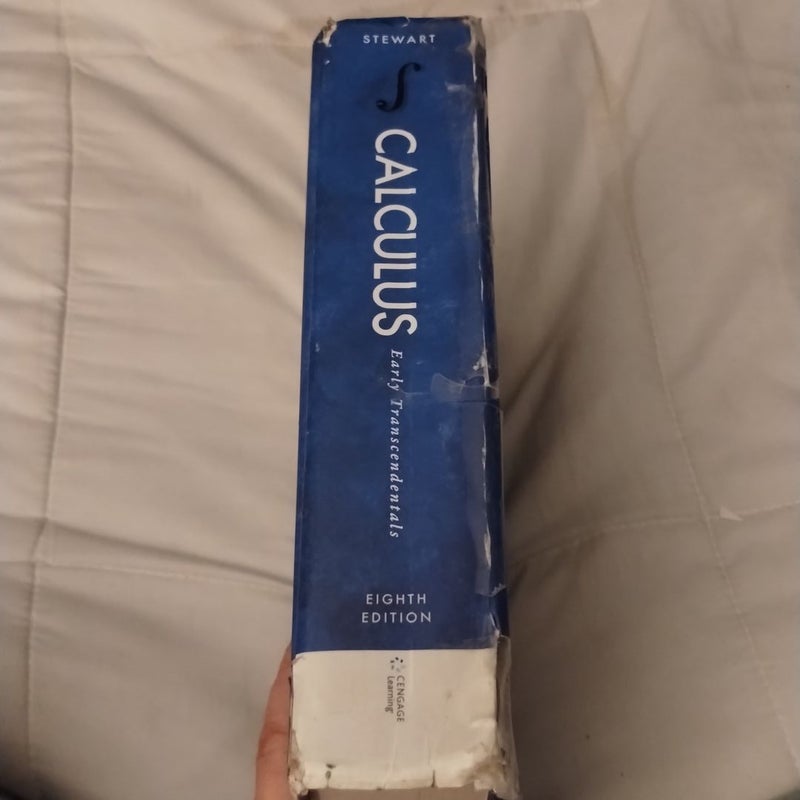 STEWART
CALCULUS
Early Transcendentals
EIGHTH
EDITION
CENGAGE
Learning®